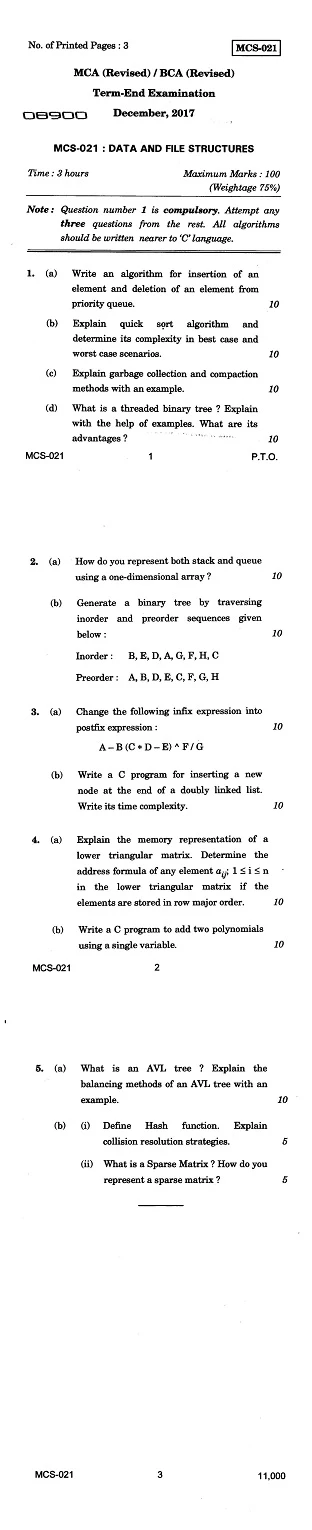 No. of Printed Pages : 3
MCS-021
MCA (Revised) / BCA (Revised)
Term-End Examination
08900
December, 2017
MCS-021 : DATA AND FILE STRUCTURES
Time : 3 hours Maximum Marks : 100
(Weightage 75%)
Note : Question number 1 is compulsory. Attempt any
three questions from the rest. All algorithms
should be written nearer to 'C' language.
1. (a) Write an algorithm for insertion of an
element and deletion of an element from
priority queue. 10
(b) Explain quick sort algorithm and
determine its complexity in best case and
worst case scenarios. 10
(c) Explain garbage collection and compaction
methods with an example. 10
(d) What is a threaded binary tree ? Explain
with the help of examples. What are its
advantages ? 10
MCS-021 1 P.T.O.
2. (a) How do you represent both stack and queue
using a one-dimensional array ? 10
(b) Generate a binary tree by traversing
inorder and preorder sequences given
below : 10
Inorder : B, E, D, A, G, F, H, C
Preorder : A, B, D, E, C, F, G, H
3. (a) Change the following infix expression into
postfix expression : 10
A – B (C * D – E) ^ F / G
(b) Write a C program for inserting a new
node at the end of a doubly linked list.
Write its time complexity. 10
4. (a) Explain the memory representation of a
lower triangular matrix. Determine the
address formula of any element aij; 1 ≤ i ≤ n
in the lower triangular matrix if the
elements are stored in row major order. 10
(b) Write a C program to add two polynomials
using a single variable. 10
MCS-021 2
5. (a) What is an AVL tree ? Explain the
balancing methods of an AVL tree with an
example. 10
(b) (i) Define Hash function. Explain
collision resolution strategies. 5
(ii) What is a Sparse Matrix ? How do you
represent a sparse matrix ? 5
MCS-021 3 11,000